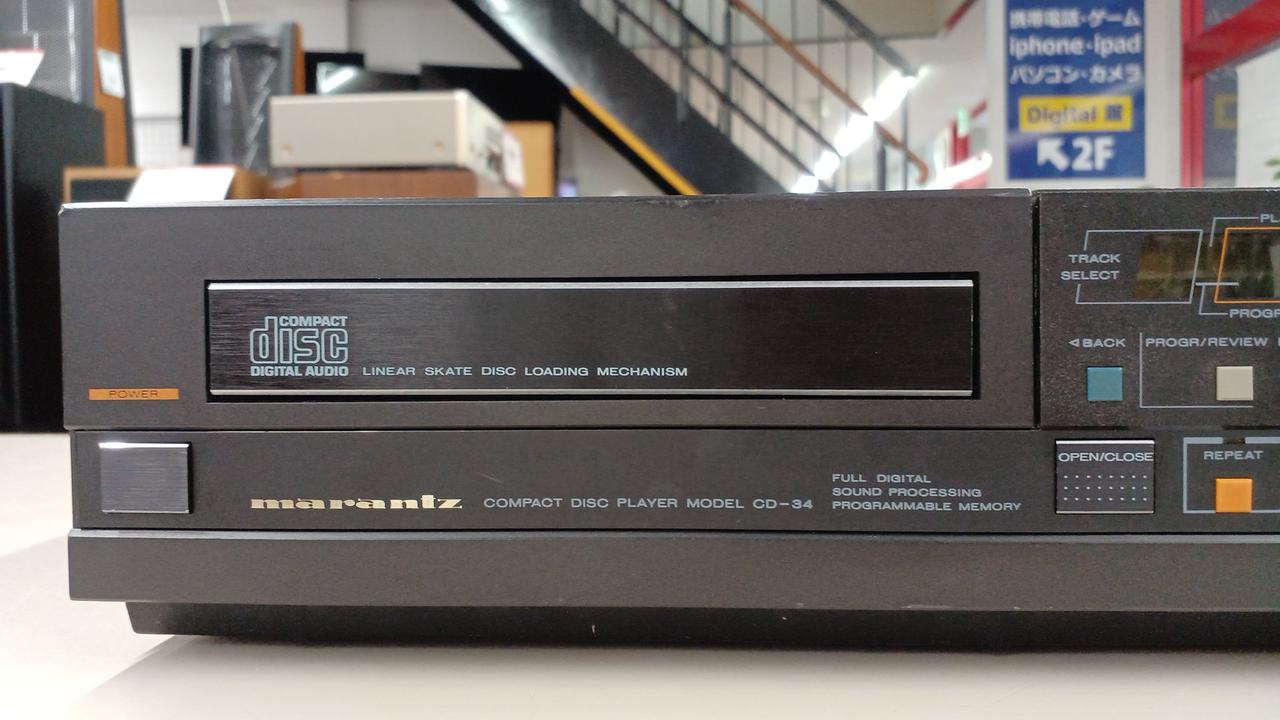 携帯電話・ゲーム
iphone・ipad
パソコン・カメラ
Digital 館
2F
TRACK
SELECT
COMPACT
disc
DIGITAL AUDIO
LINEAR SKATE DISC LOADING MECHANISM
BACK
PROGR/REVIEW
POWER
OPEN/CLOSE
REPEAT
marantz
COMPACT DISC PLAYER MODEL CD-34
FULL DIGITAL
SOUND PROCESSING
PROGRAMMABLE MEMORY